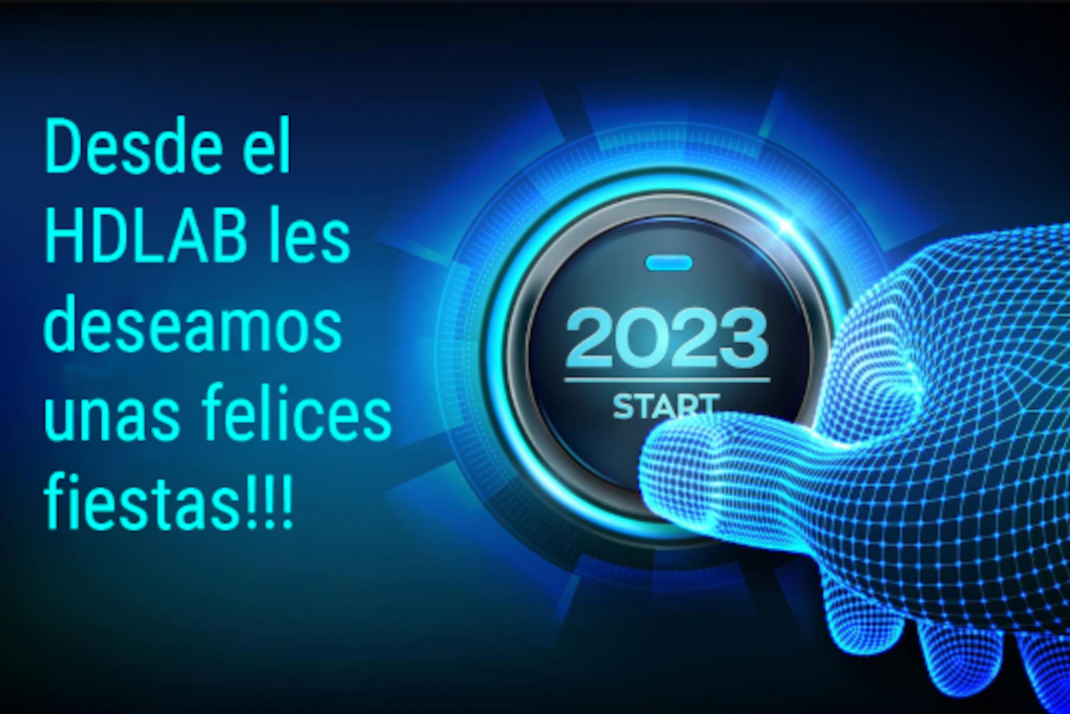 Desde el
HDLAB les
deseamos
unas felices
fiestas!!!
2023
START